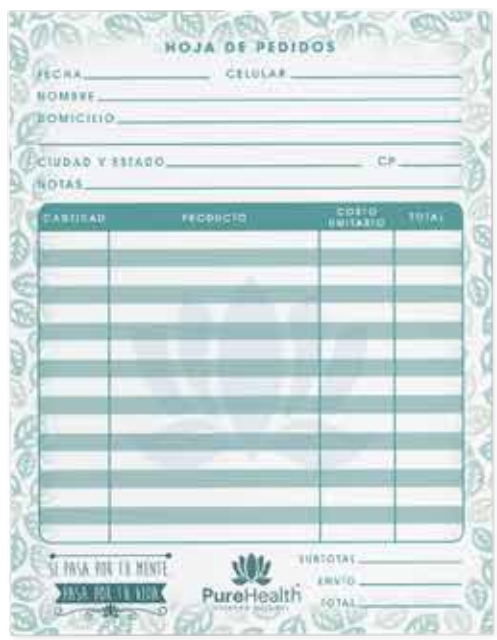 HOJA DE PEDIDOS
FECHA CELULAR
NOMBRE
DOMICILIO
CIUDAD Y ESTADO CP
NOTAS
CANTIDAD PRODUCTO COSTO UNITARIO TOTAL
SI PASA POR TU MENTE
PASA POR TU VIDA
PureHealth
SUBTOTAL
ENVÍO
TOTAL